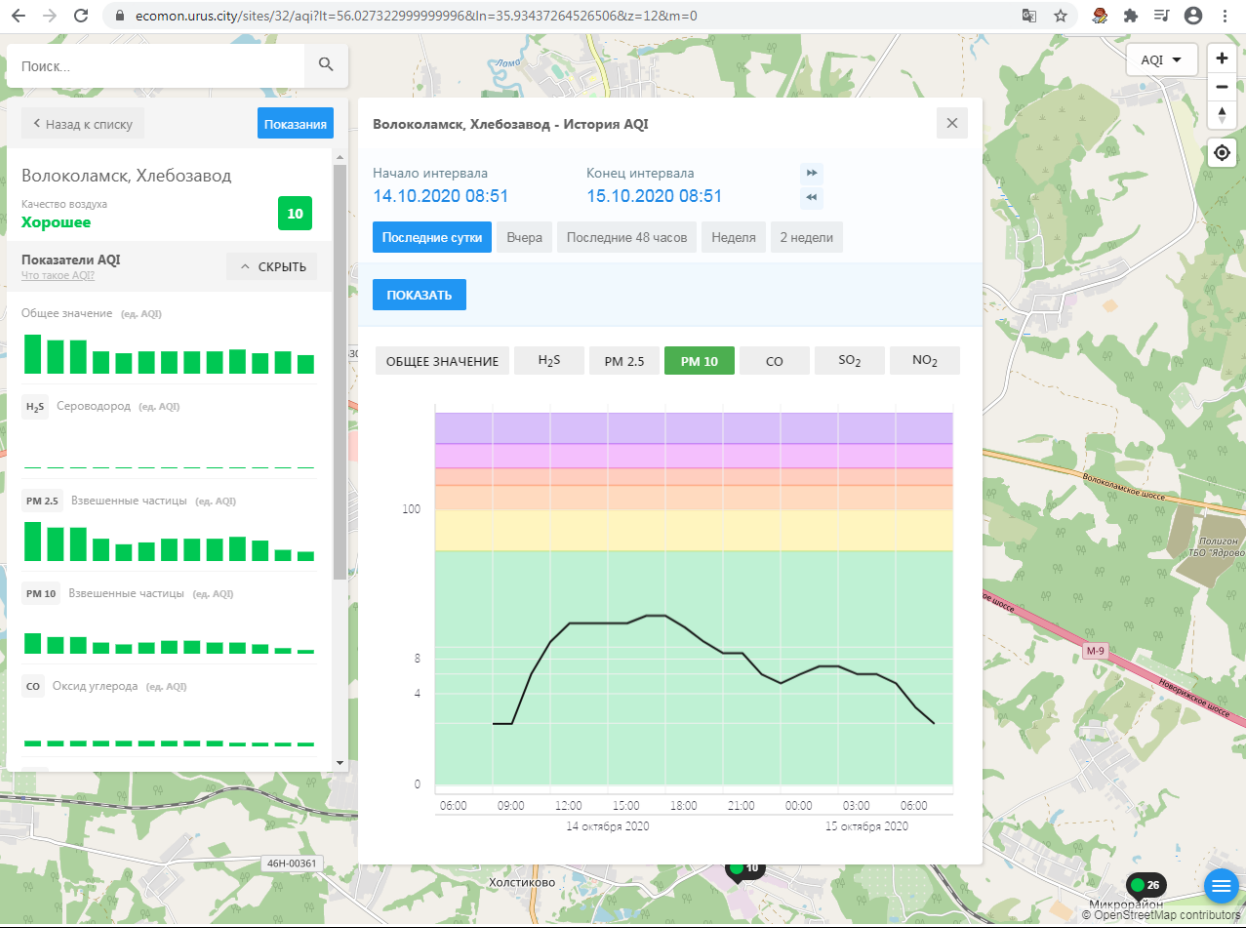 ecomon.urus.city/sites/32/aqi?lt=56.027322999999996&ln=35.93437264526506&z=12&m=0
Поиск...
AQI
Назад к списку
Показания
Волоколамск, Хлебозавод
Качество воздуха
Хорошее
10
Показатели AQI
Что такое AQI?
СКРЫТЬ
Общее значение (ед. AQI)
H2S Сероводород (ед. AQI)
PM 2.5 Взвешенные частицы (ед. AQI)
PM 10 Взвешенные частицы (ед. AQI)
CO Оксид углерода (ед. AQI)
Волоколамск, Хлебозавод - История AQI
Начало интервала
Конец интервала
14.10.2020 08:51
15.10.2020 08:51
Последние сутки
Вчера
Последние 48 часов
Неделя
2 недели
ПОКАЗАТЬ
ОБЩЕЕ ЗНАЧЕНИЕ
H2S
PM 2.5
PM 10
CO
SO2
NO2
100
8
4
0
06:00 09:00 12:00 15:00 18:00 21:00 00:00 03:00 06:00
14 октября 2020
15 октября 2020
Лама
Волоколамское шоссе
Полигон
ТБО "Ядрово
ое шоссе
М-9
Новорижское шоссе
46Н-00361
Холстиково
10
26
Микрорайон
© OpenStreetMap contributors